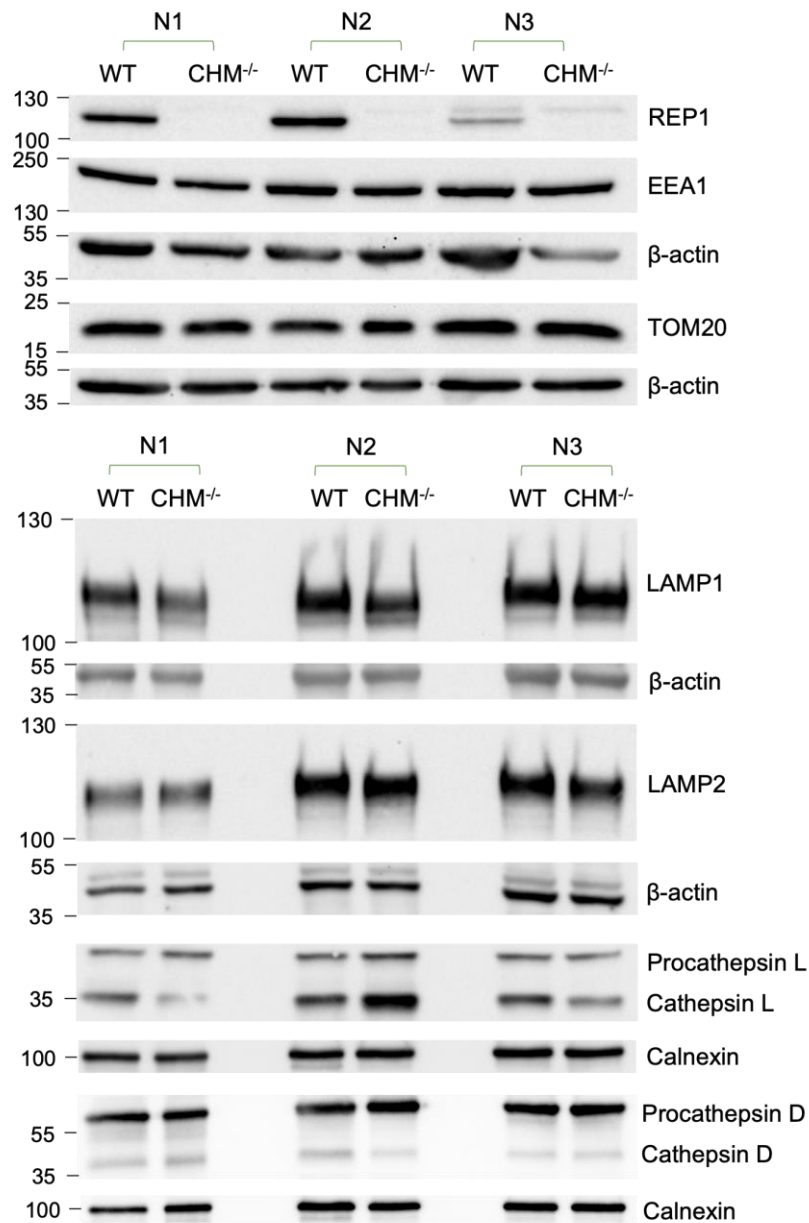 N1 N2 N3
WT CHM-/- WT CHM-/- WT CHM-/-
130
REP1
100
250
EEA1
130
55
β-actin
35
25
TOM20
15
55
β-actin
35
N1 N2 N3
WT CHM-/- WT CHM-/- WT CHM-/-
130
LAMP1
100
55
β-actin
35
130
LAMP2
100
55
β-actin
35
Procathepsin L
35 Cathepsin L
100 Calnexin
Procathepsin D
55
Cathepsin D
35
100 Calnexin